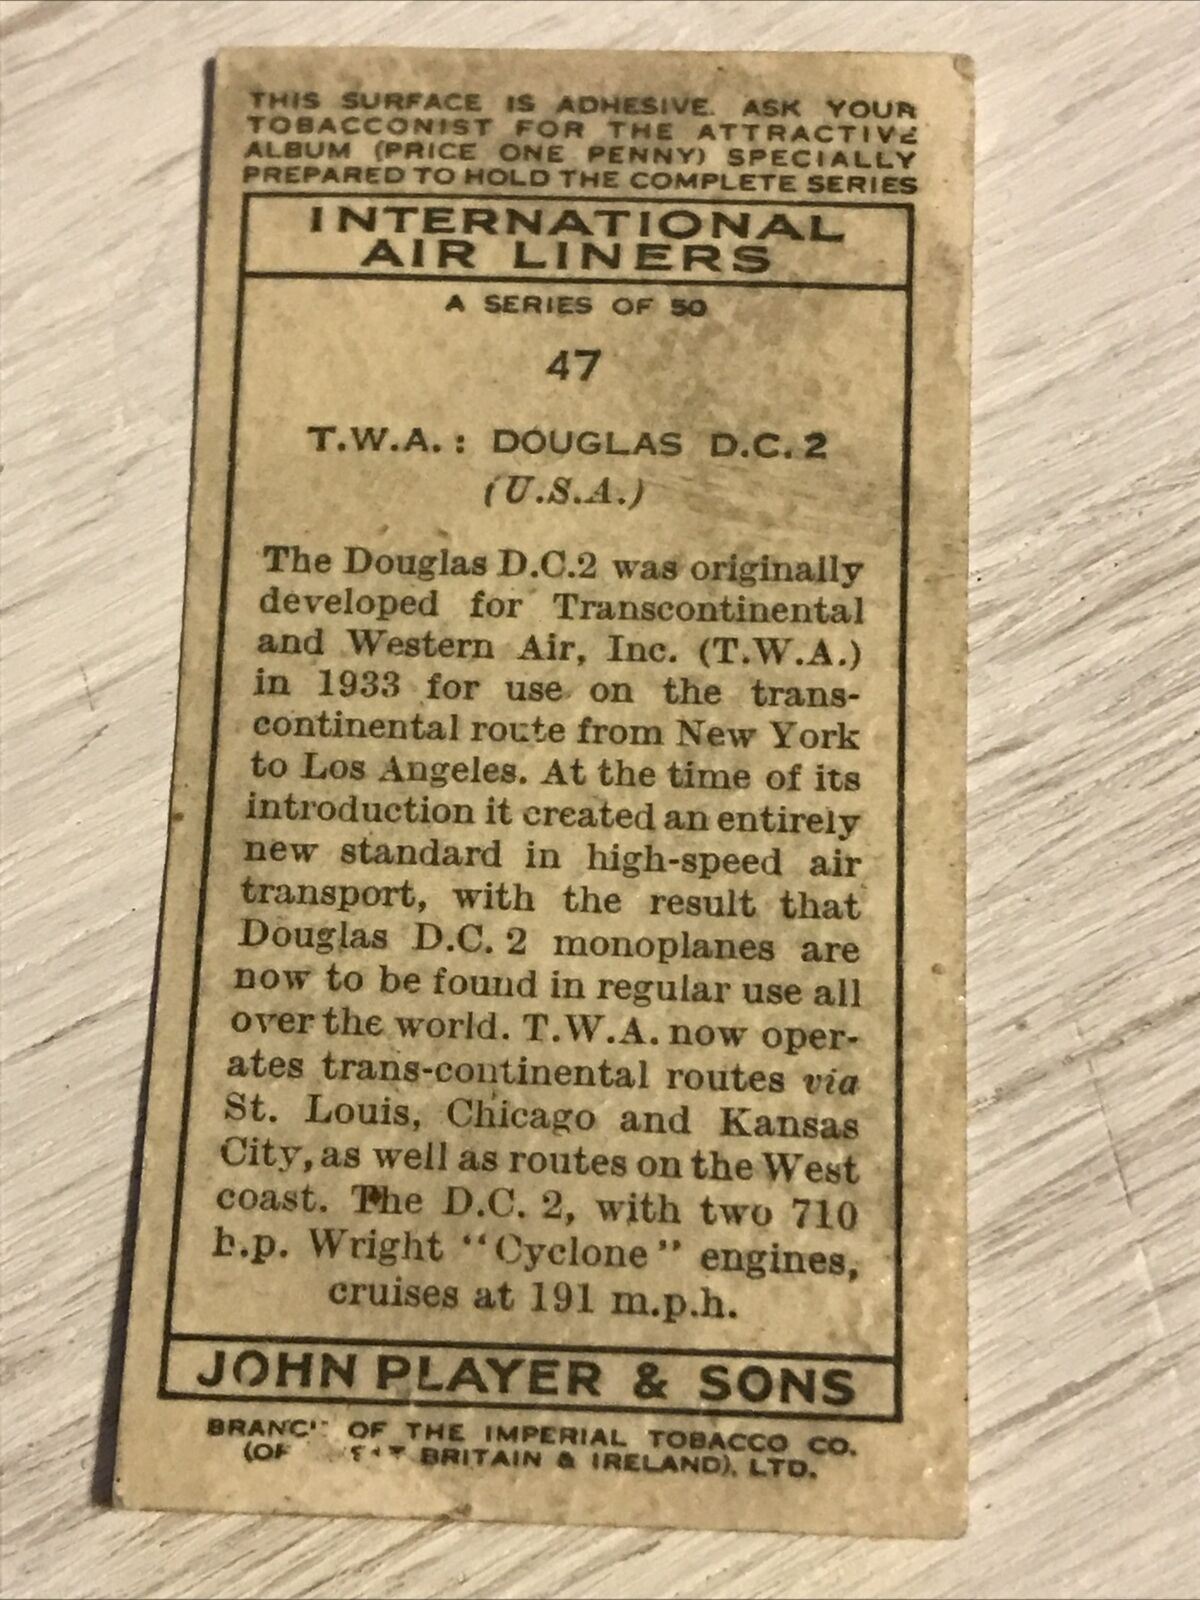 THIS SURFACE IS ADHESIVE. ASK YOUR
TOBACCONIST FOR THE ATTRACTIVE
ALBUM (PRICE ONE PENNY) SPECIALLY
PREPARED TO HOLD THE COMPLETE SERIES
INTERNATIONAL
AIR LINERS
A SERIES OF 50
47
T.W.A. : DOUGLAS D.C. 2
(U.S.A.)
The Douglas D.C.2 was originally
developed for Transcontinental
and Western Air, Inc. (T.W.A.)
in 1933 for use on the trans-
continental route from New York
to Los Angeles. At the time of its
introduction it created an entirely
new standard in high-speed air
transport, with the result that
Douglas D.C. 2 monoplanes are
now to be found in regular use all
over the world. T.W.A. now oper-
ates trans-continental routes via
St. Louis, Chicago and Kansas
City, as well as routes on the West
coast. The D.C. 2, with two 710
h.p. Wright "Cyclone" engines,
cruises at 191 m.p.h.
JOHN PLAYER & SONS
BRANCH OF THE IMPERIAL TOBACCO CO.
(OF BRITAIN & IRELAND), LTD.